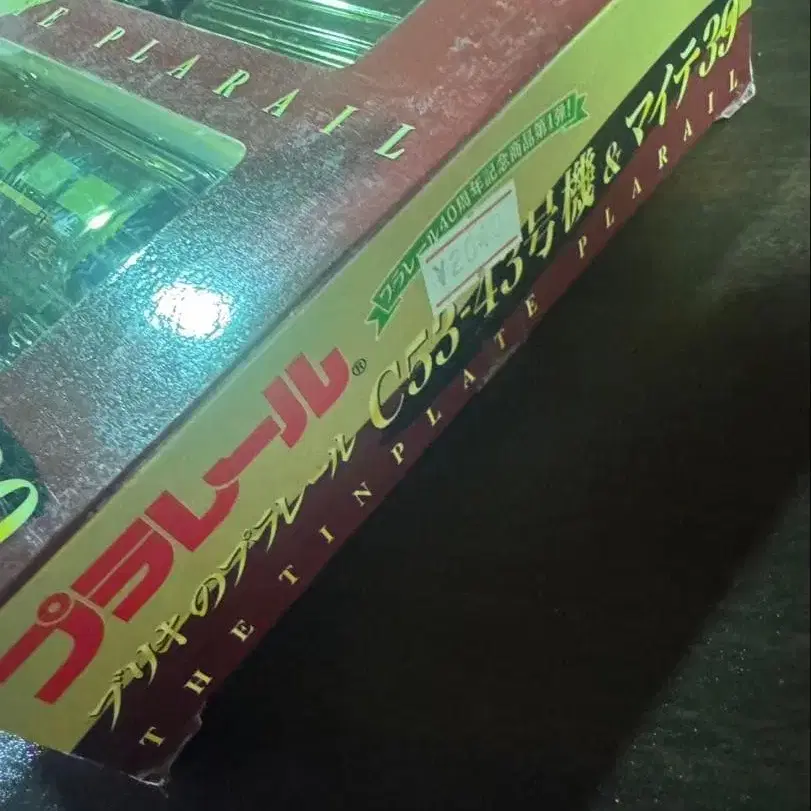 E PLARAIL
プラレール40周年記念商品第1弾!
プラレール®
ブリキのプラレール C53-43号機 & マイテ39
THE TINPLATE PLARAIL